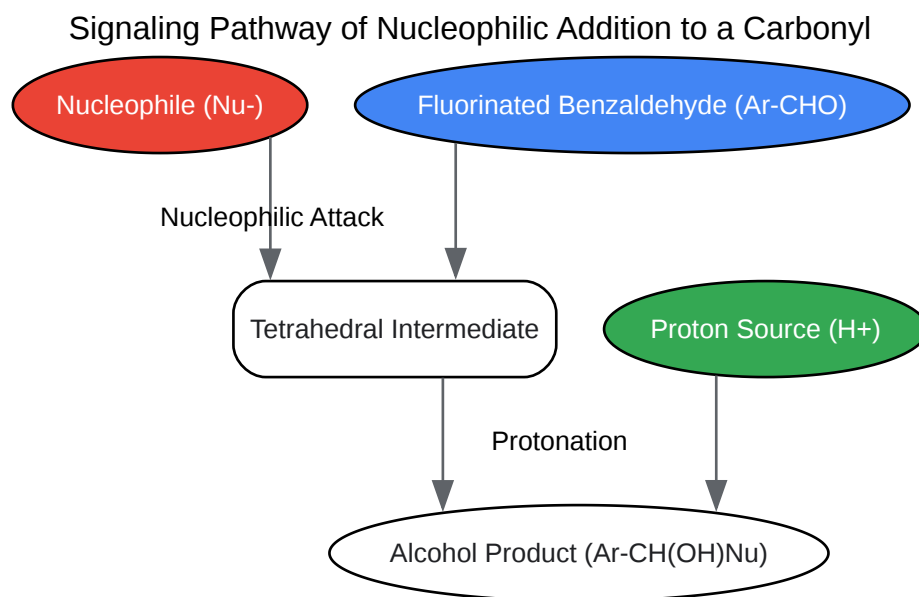 Signaling Pathway of Nucleophilic Addition to a Carbonyl
Nucleophile (Nu-)
Fluorinated Benzaldehyde (Ar-CHO)
Nucleophilic Attack
Tetrahedral Intermediate
Proton Source (H+)
Protonation
Alcohol Product (Ar-CH(OH)Nu)